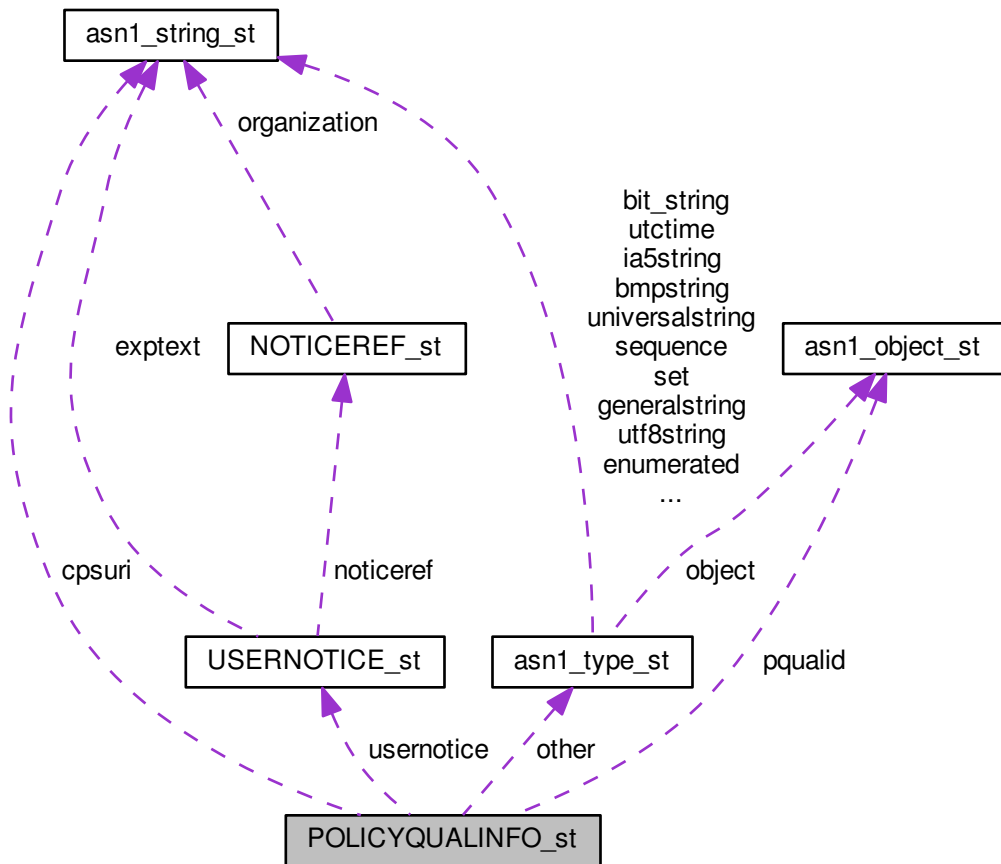 asn1_string_st
organization
bit_string
utctime
ia5string
bmpstring
universalstring
sequence
set
generalstring
utf8string
enumerated
...
exptext
NOTICEREF_st
asn1_object_st
cpsuri
noticeref
object
USERNOTICE_st
asn1_type_st
pqualid
usernotice
other
POLICYQUALINFO_st